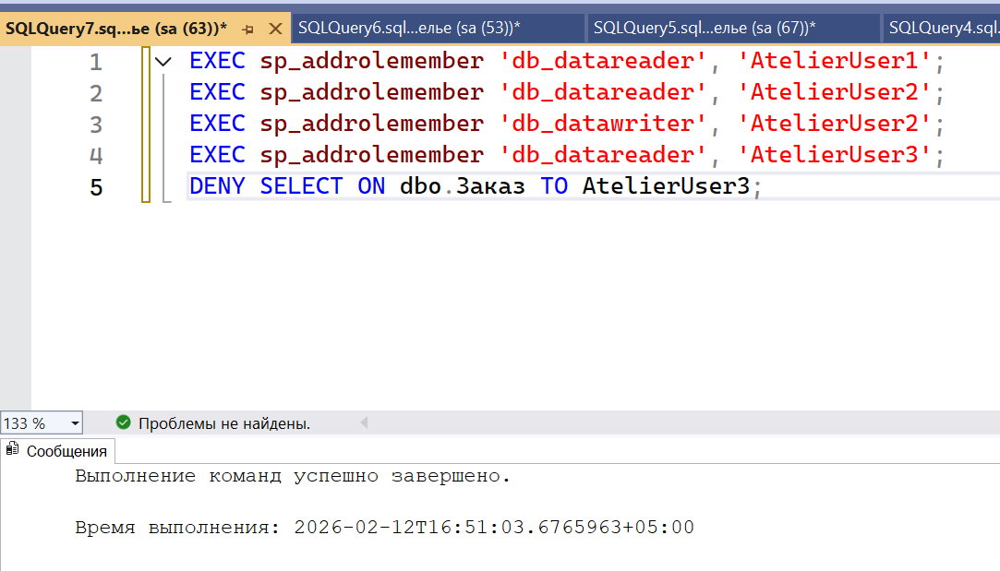 SQLQuery7.sq...ье (sa (63))* SQLQuery6.sql...елье (sa (53))* SQLQuery5.sql...елье (sa (67))* SQLQuery4.sql.
1 EXEC sp_addrolemember 'db_datareader', 'AtelierUser1';
2 EXEC sp_addrolemember 'db_datareader', 'AtelierUser2';
3 EXEC sp_addrolemember 'db_datawriter', 'AtelierUser2';
4 EXEC sp_addrolemember 'db_datareader', 'AtelierUser3';
5 DENY SELECT ON dbo.Заказ TO AtelierUser3;
133 % Проблемы не найдены.
Сообщения
Выполнение команд успешно завершено.
Время выполнения: 2026-02-12T16:51:03.6765963+05:00